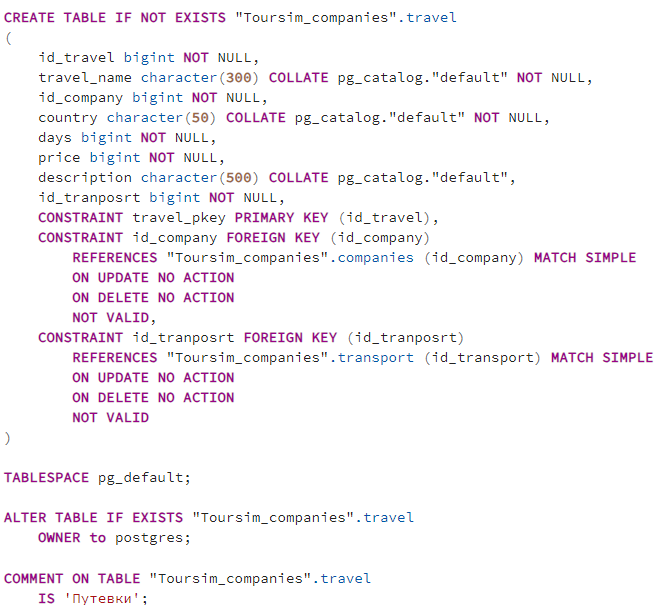 CREATE TABLE IF NOT EXISTS "Toursim_companies".travel
(
    id_travel bigint NOT NULL,
    travel_name character(300) COLLATE pg_catalog."default" NOT NULL,
    id_company bigint NOT NULL,
    country character(50) COLLATE pg_catalog."default" NOT NULL,
    days bigint NOT NULL,
    price bigint NOT NULL,
    description character(500) COLLATE pg_catalog."default",
    id_tranposrt bigint NOT NULL,
    CONSTRAINT travel_pkey PRIMARY KEY (id_travel),
    CONSTRAINT id_company FOREIGN KEY (id_company)
        REFERENCES "Toursim_companies".companies (id_company) MATCH SIMPLE
        ON UPDATE NO ACTION
        ON DELETE NO ACTION
        NOT VALID,
    CONSTRAINT id_tranposrt FOREIGN KEY (id_tranposrt)
        REFERENCES "Toursim_companies".transport (id_transport) MATCH SIMPLE
        ON UPDATE NO ACTION
        ON DELETE NO ACTION
        NOT VALID
)
TABLESPACE pg_default;
ALTER TABLE IF EXISTS "Toursim_companies".travel
    OWNER to postgres;
COMMENT ON TABLE "Toursim_companies".travel
    IS 'Путевки';